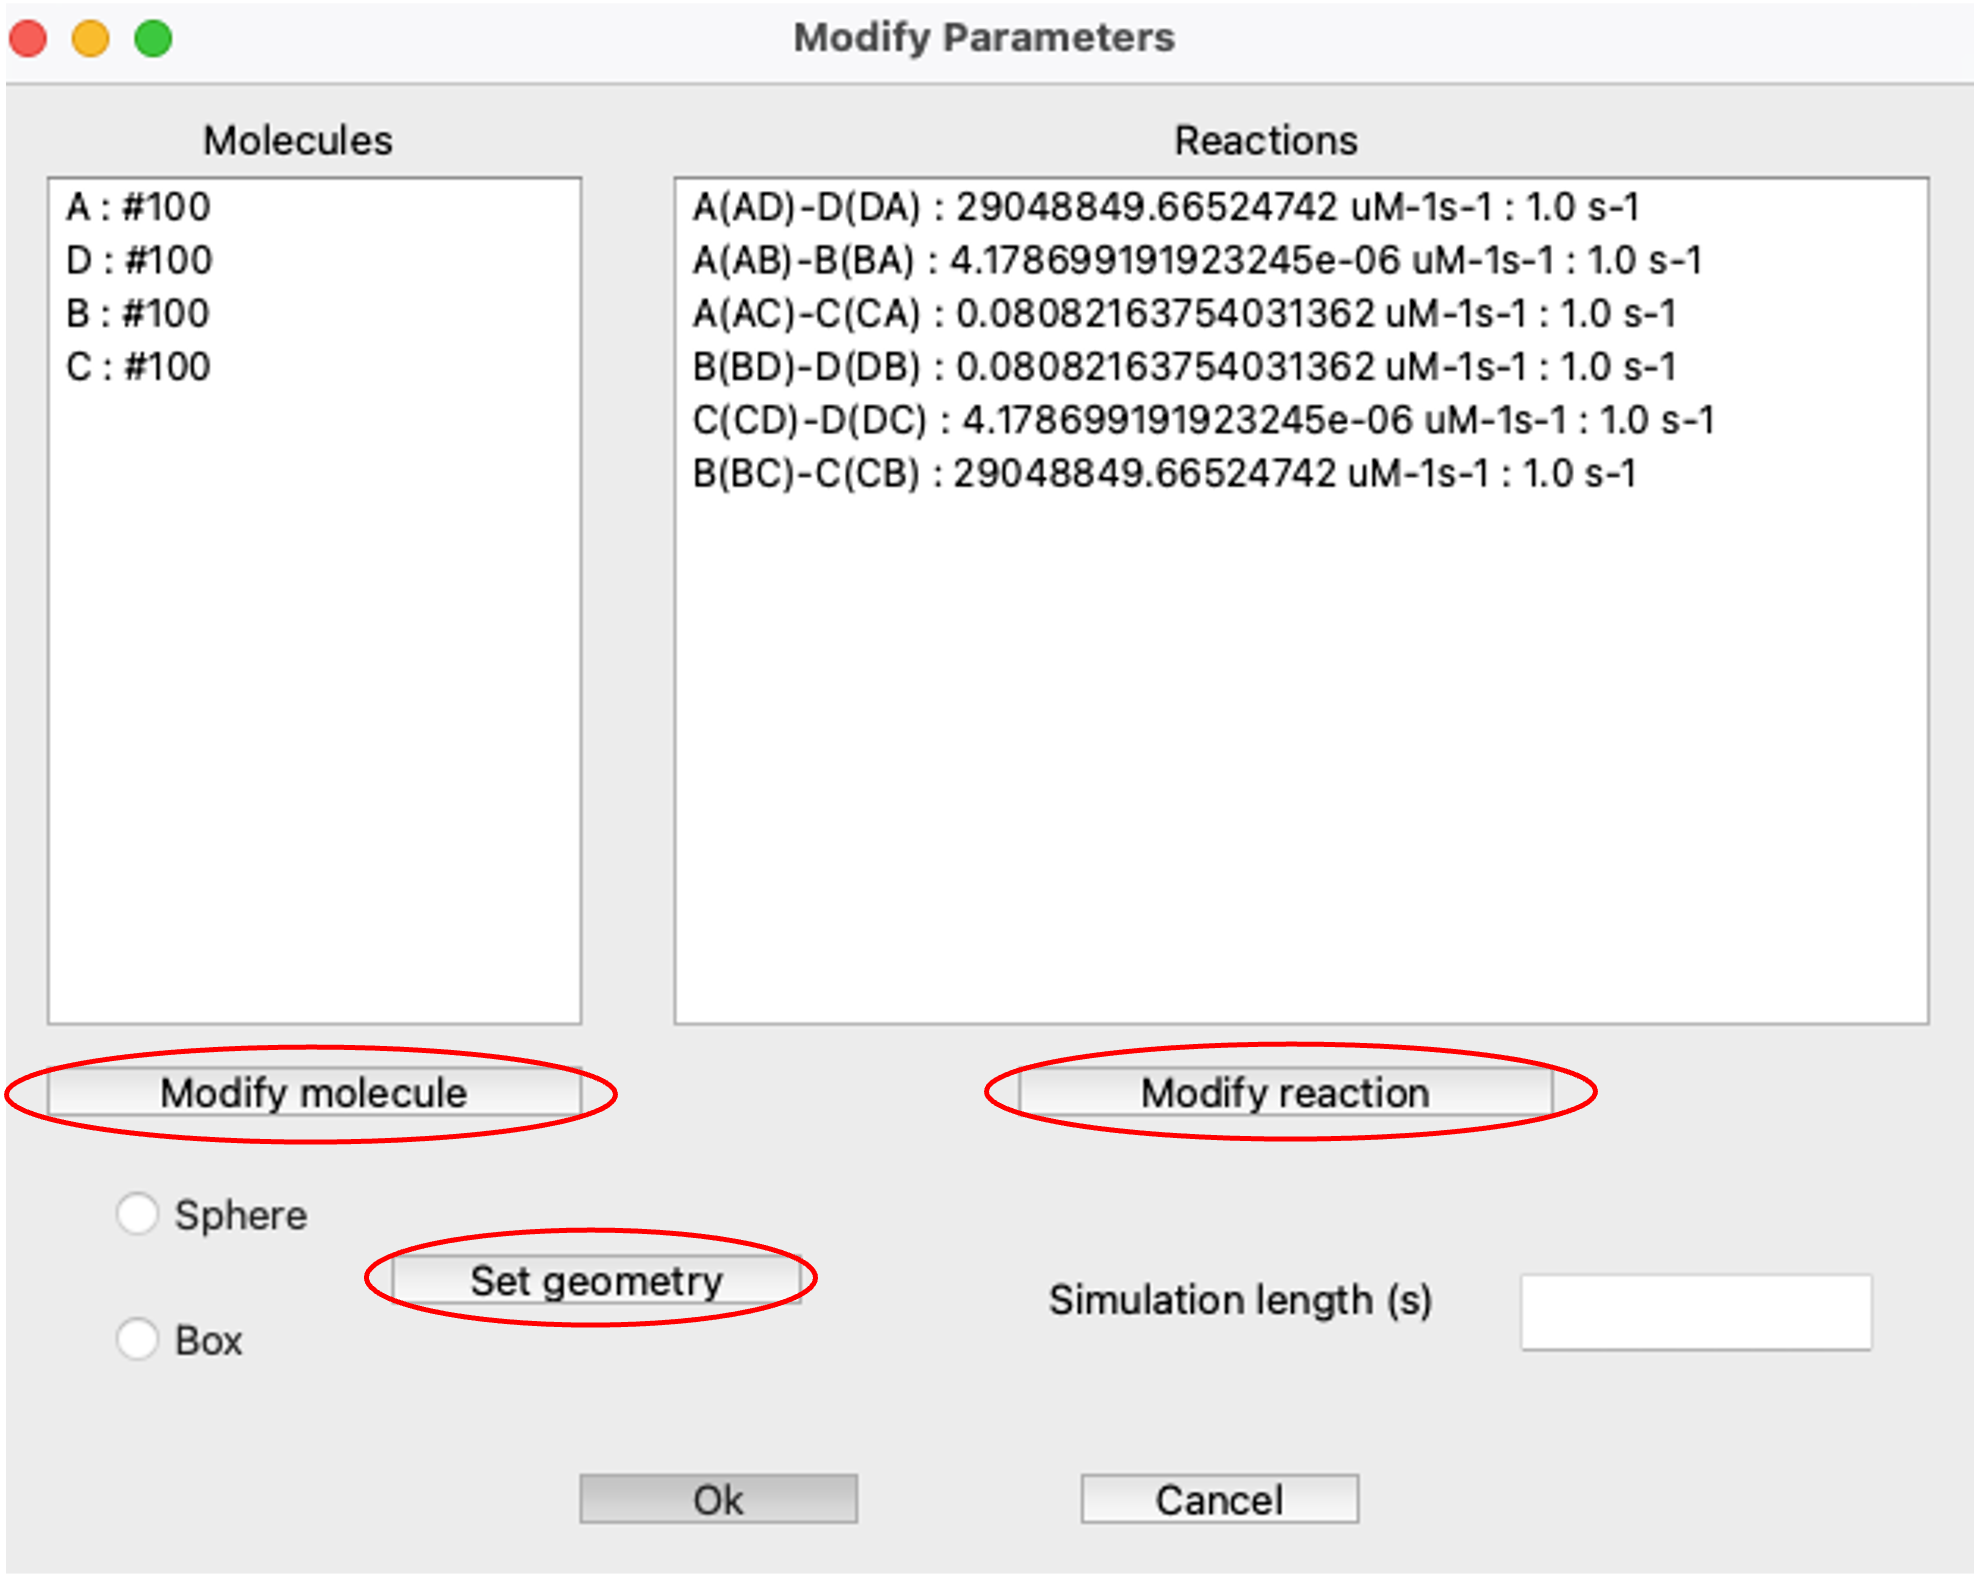 Modify Parameters
Molecules
A : #100
D : #100
B : #100
C : #100
Reactions
A(AD)-D(DA) : 29048849.66524742 uM-1s-1 : 1.0 s-1
A(AB)-B(BA) : 4.178699191923245e-06 uM-1s-1 : 1.0 s-1
A(AC)-C(CA) : 0.08082163754031362 uM-1s-1 : 1.0 s-1
B(BD)-D(DB) : 0.08082163754031362 uM-1s-1 : 1.0 s-1
C(CD)-D(DC) : 4.178699191923245e-06 uM-1s-1 : 1.0 s-1
B(BC)-C(CB) : 29048849.66524742 uM-1s-1 : 1.0 s-1
Modify molecule
Modify reaction
Sphere
Set geometry
Box
Simulation length (s)
Ok
Cancel